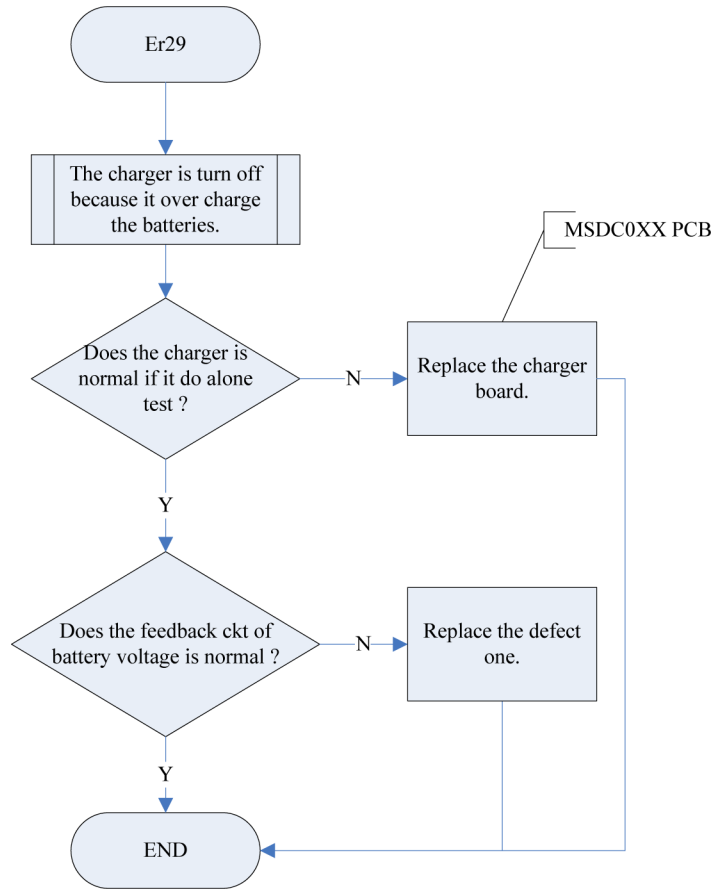 Er29
The charger is turn off
because it over charge
the batteries.
MSDC0XX PCB
Does the charger is
normal if it do alone
test ?
N
Replace the charger
board.
Y
Does the feedback ckt of
battery voltage is normal ?
N
Replace the defect
one.
Y
END